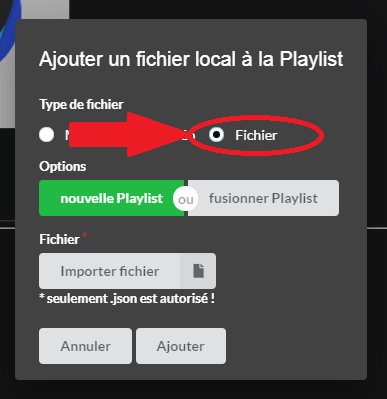 Ajouter un fichier local à la Playlist
Type de fichier
Fichier
Options
nouvelle Playlist ou fusionner Playlist
Fichier *
Importer fichier
* seulement .json est autorisé !
Annuler Ajouter